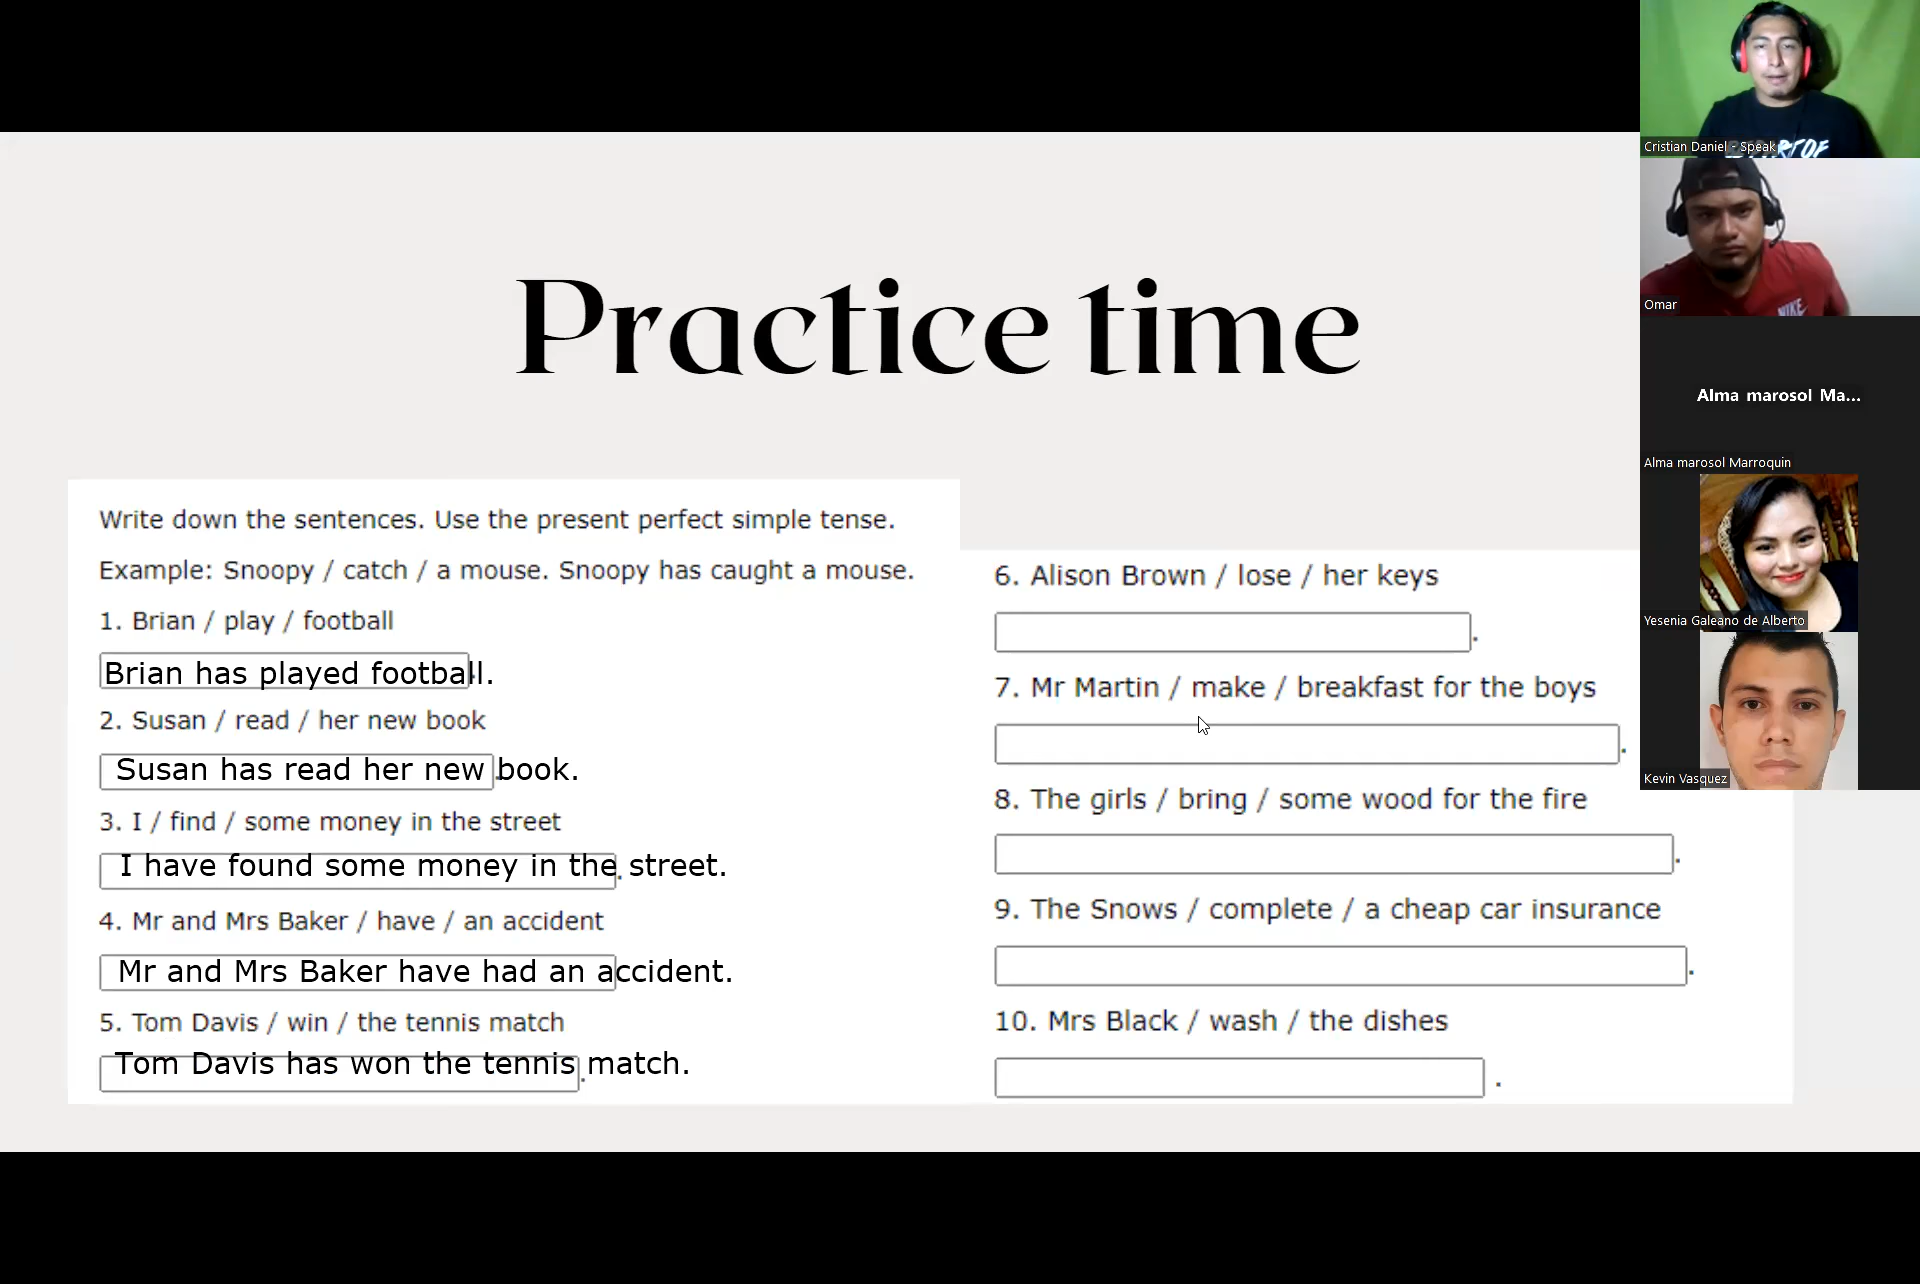 Practice time
Write down the sentences. Use the present perfect simple tense.
Example: Snoopy / catch / a mouse. Snoopy has caught a mouse.
1. Brian / play / football
Brian has played football.
2. Susan / read / her new book
Susan has read her new book.
3. I / find / some money in the street
I have found some money in the street.
4. Mr and Mrs Baker / have / an accident
Mr and Mrs Baker have had an accident.
5. Tom Davis / win / the tennis match
Tom Davis has won the tennis match.
6. Alison Brown / lose / her keys
.
7. Mr Martin / make / breakfast for the boys
.
8. The girls / bring / some wood for the fire
.
9. The Snows / complete / a cheap car insurance
.
10. Mrs Black / wash / the dishes
.
Cristian Daniel - Speak
NIKE
Omar
Alma marosol Ma...
Alma marosol Marroquin
Yesenia Galeano de Alberto
Kevin Vasquez